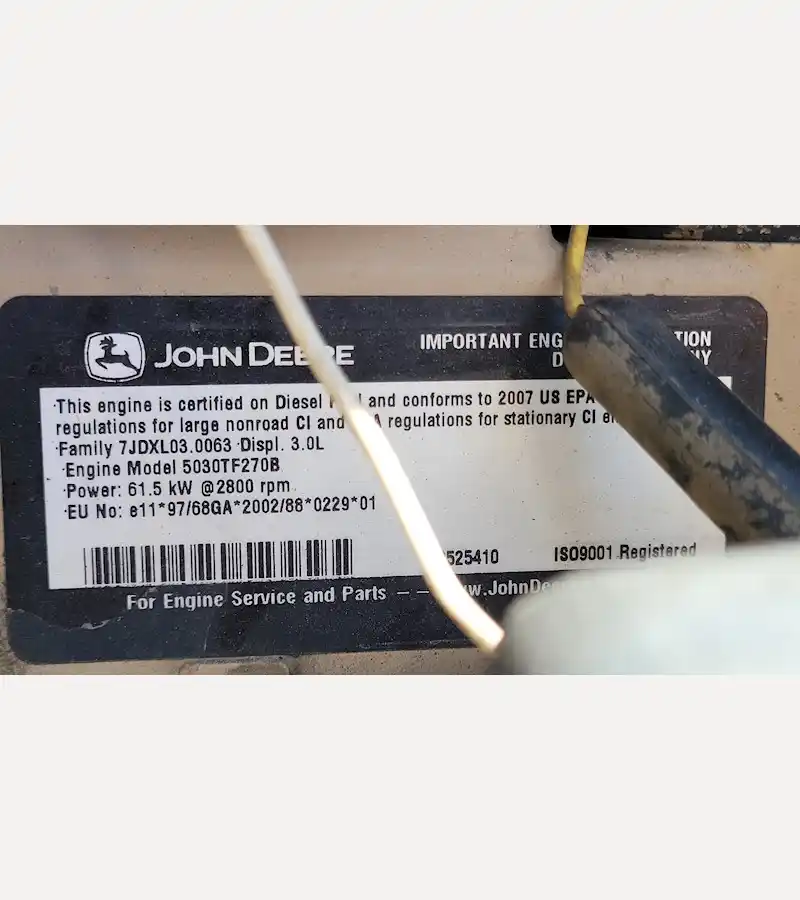 JOHN DEERE
IMPORTANT ENG TION
D NY
This engine is certified on Diesel and conforms to 2007 US EPA
regulations for large nonroad CI and A regulations for stationary CI
Family 7JDXL03.0063 Displ. 3.0L
Engine Model 5030TF270B
Power: 61.5 kW @2800 rpm
EU No: e11*97/68GA*2002/88*0229*01
525410 ISO9001 Registered
For Engine Service and Parts -- w.JohnDee